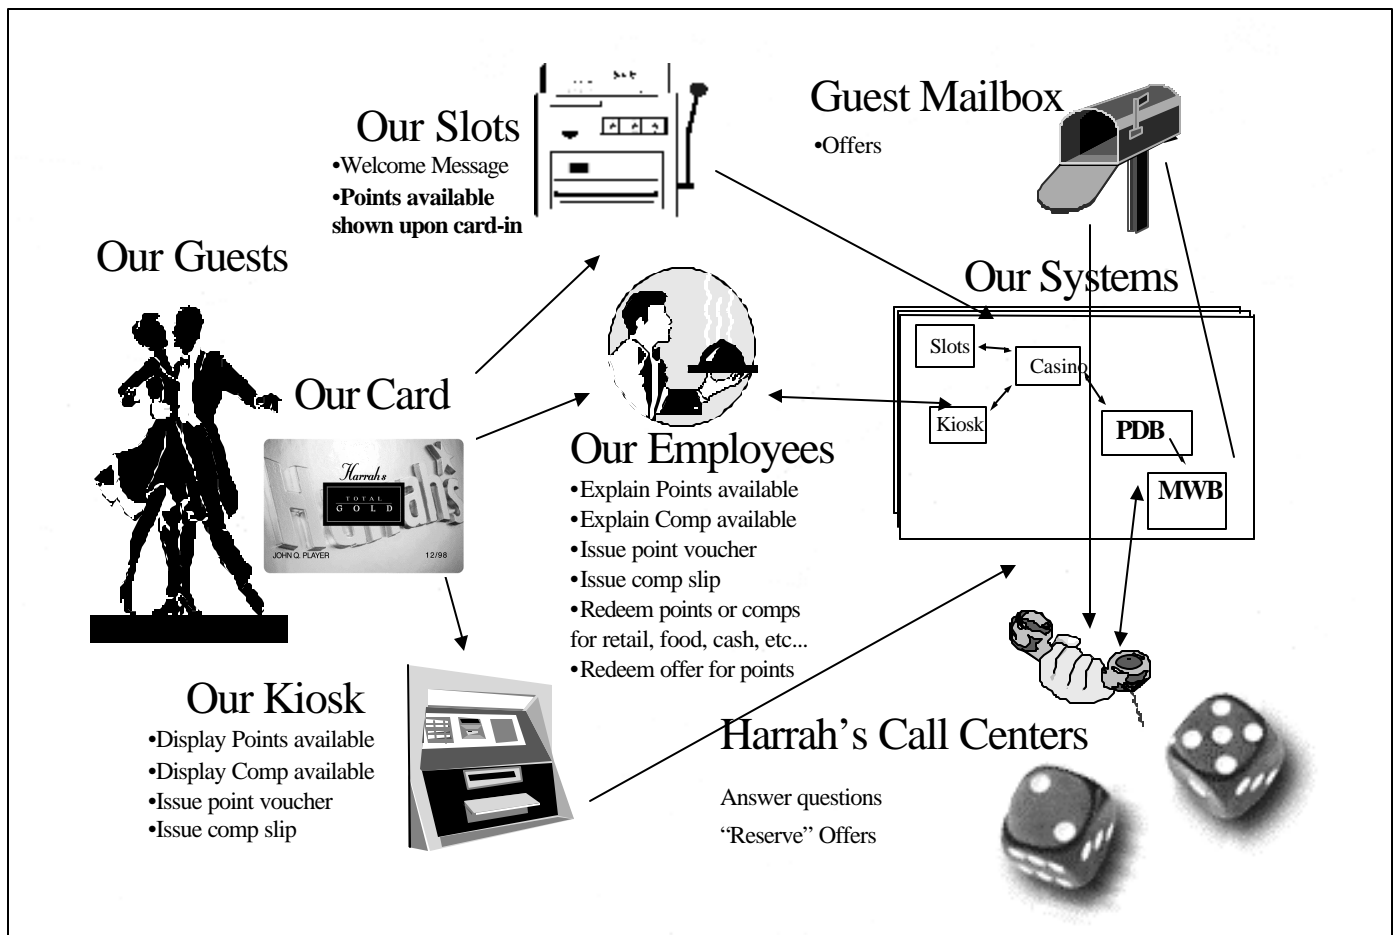 Our Slots
•Welcome Message
•Points available
shown upon card-in
Guest Mailbox
•Offers
Our Guests
Our Card
Harrah's
TOTAL
GOLD
JOHN Q. PLAYER 12/98
Our Employees
•Explain Points available
•Explain Comp available
•Issue point voucher
•Issue comp slip
•Redeem points or comps
for retail, food, cash, etc...
•Redeem offer for points
Our Systems
Slots
Casino
Kiosk
PDB
MWB
Our Kiosk
•Display Points available
•Display Comp available
•Issue point voucher
•Issue comp slip
Harrah’s Call Centers
Answer questions
“Reserve” Offers